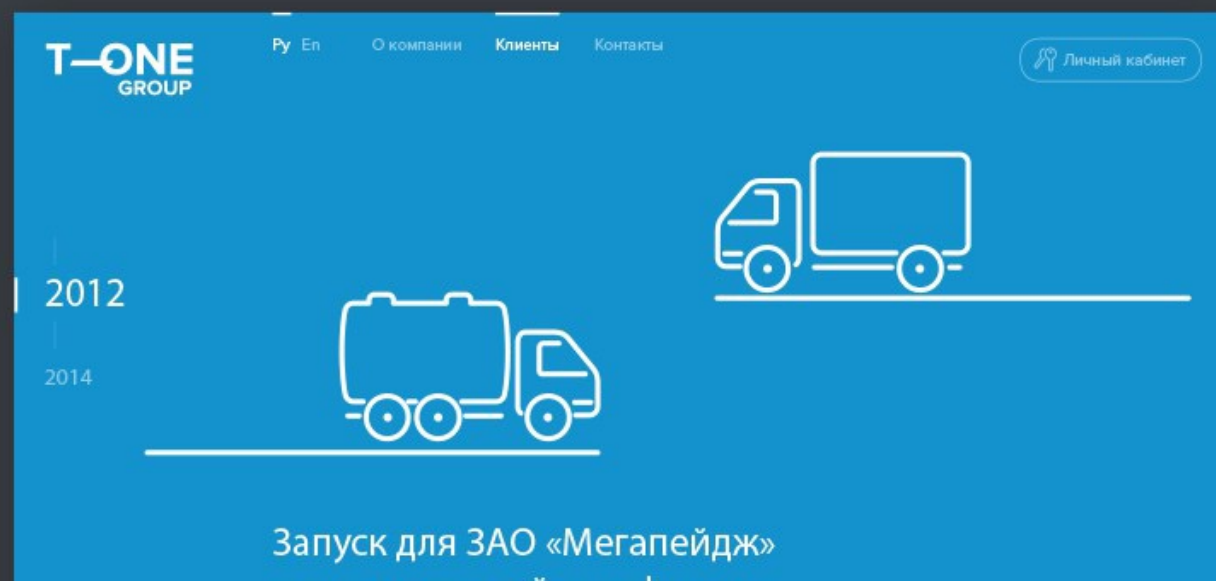 T—ONE
GROUP
Ру En О компании Клиенты Контакты
Личный кабинет
2012
2014
Запуск для ЗАО «Мегапейдж»